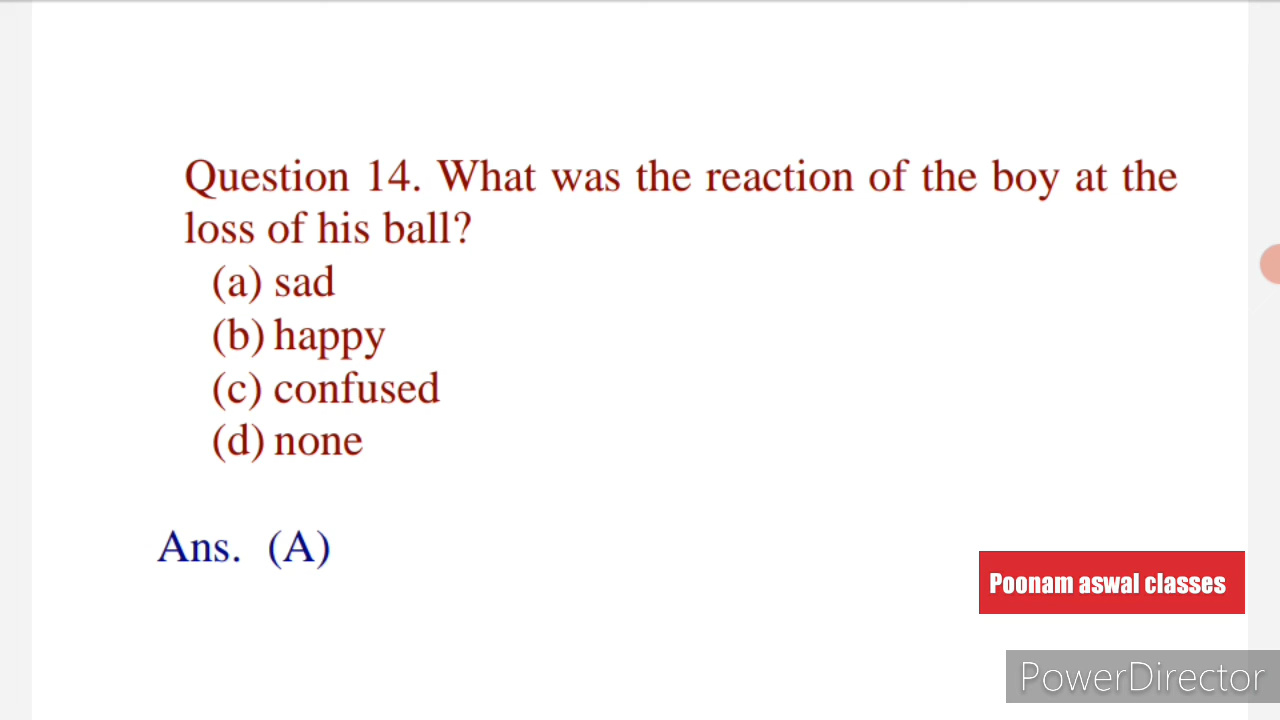 Question 14. What was the reaction of the boy at the
loss of his ball?
(a) sad
(b) happy
(c) confused
(d) none
Ans. (A)
Poonam aswal classes
PowerDirector